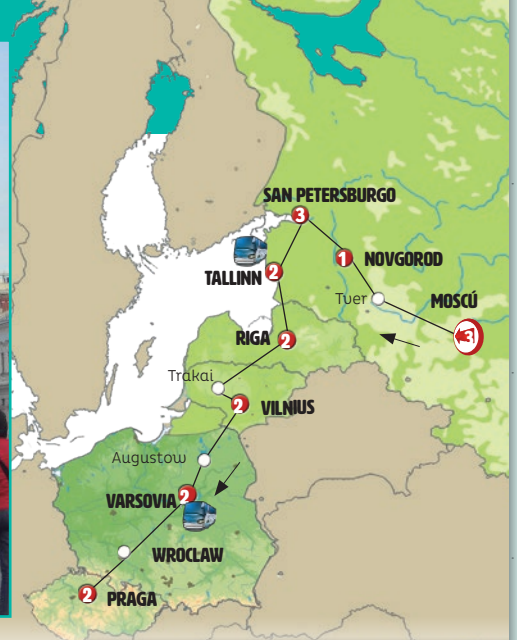 SAN PETERSBURGO
3
1 NOVGOROD
TALLINN 2
Tuer
MOSCÚ
3
RIGA 2
Trakai
2 VILNIUS
Augustow
VARSOVIA 2
WROCLAW
2 PRAGA